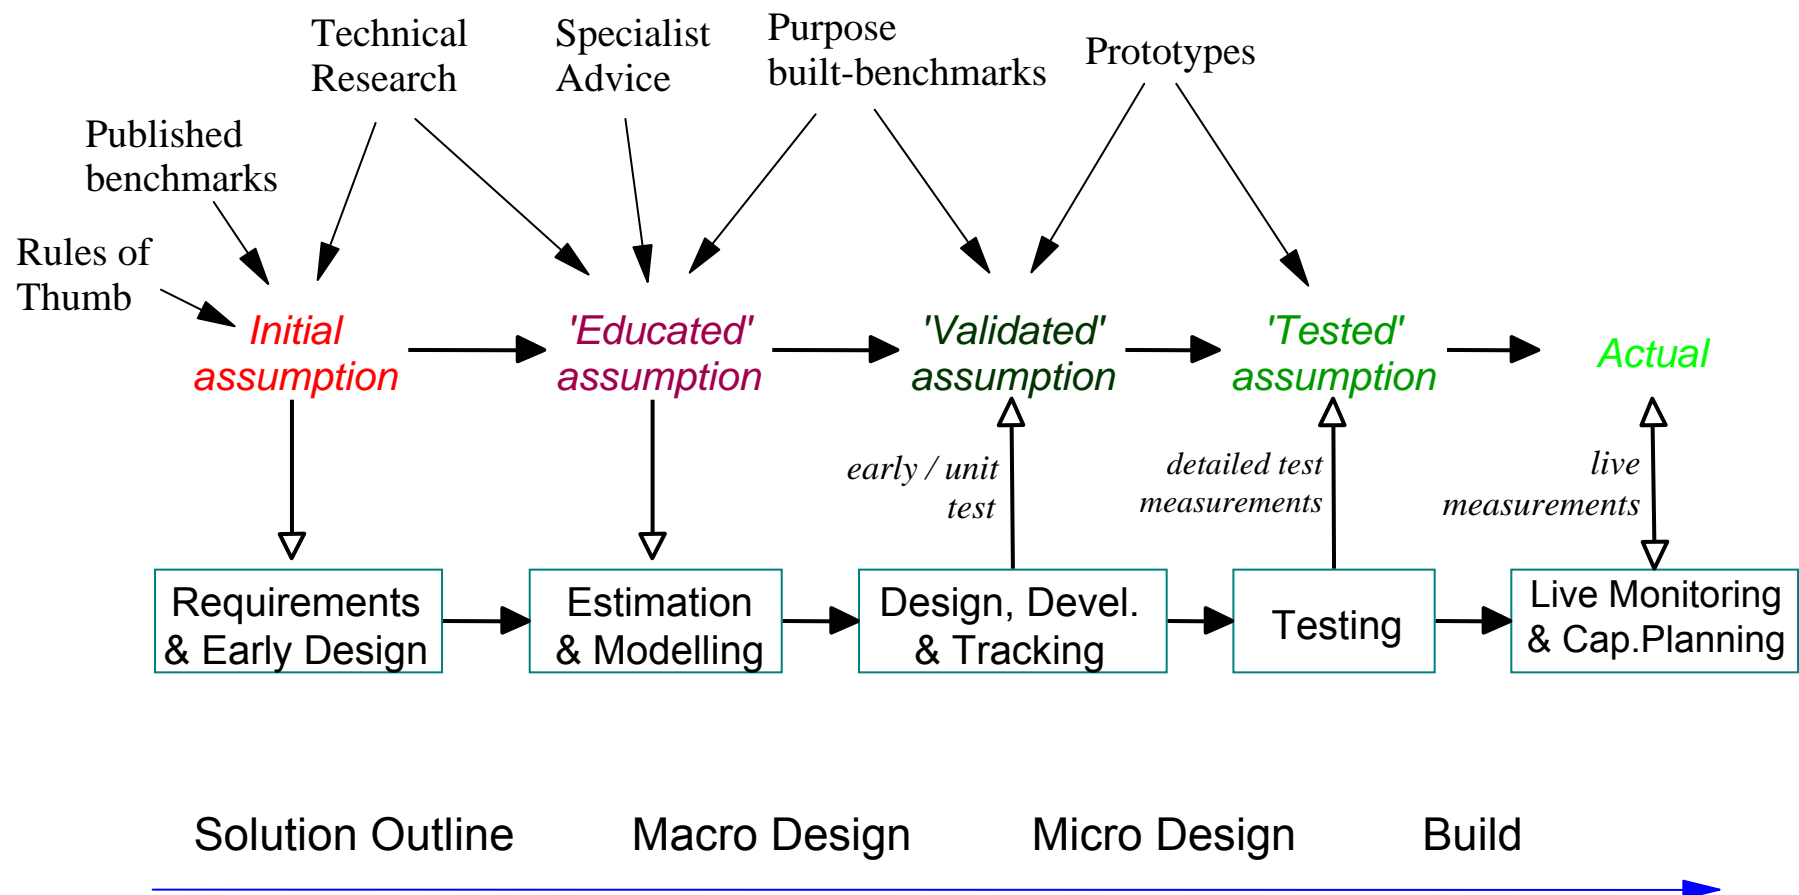 Technical
Research
Specialist
Advice
Purpose
built-benchmarks
Prototypes
Published
benchmarks
Rules of
Thumb
Initial
assumption
'Educated'
assumption
'Validated'
assumption
'Tested'
assumption
Actual
early / unit
test
detailed test
measurements
live
measurements
Requirements
& Early Design
Estimation
& Modelling
Design, Devel.
& Tracking
Testing
Live Monitoring
& Cap.Planning
Solution Outline
Macro Design
Micro Design
Build